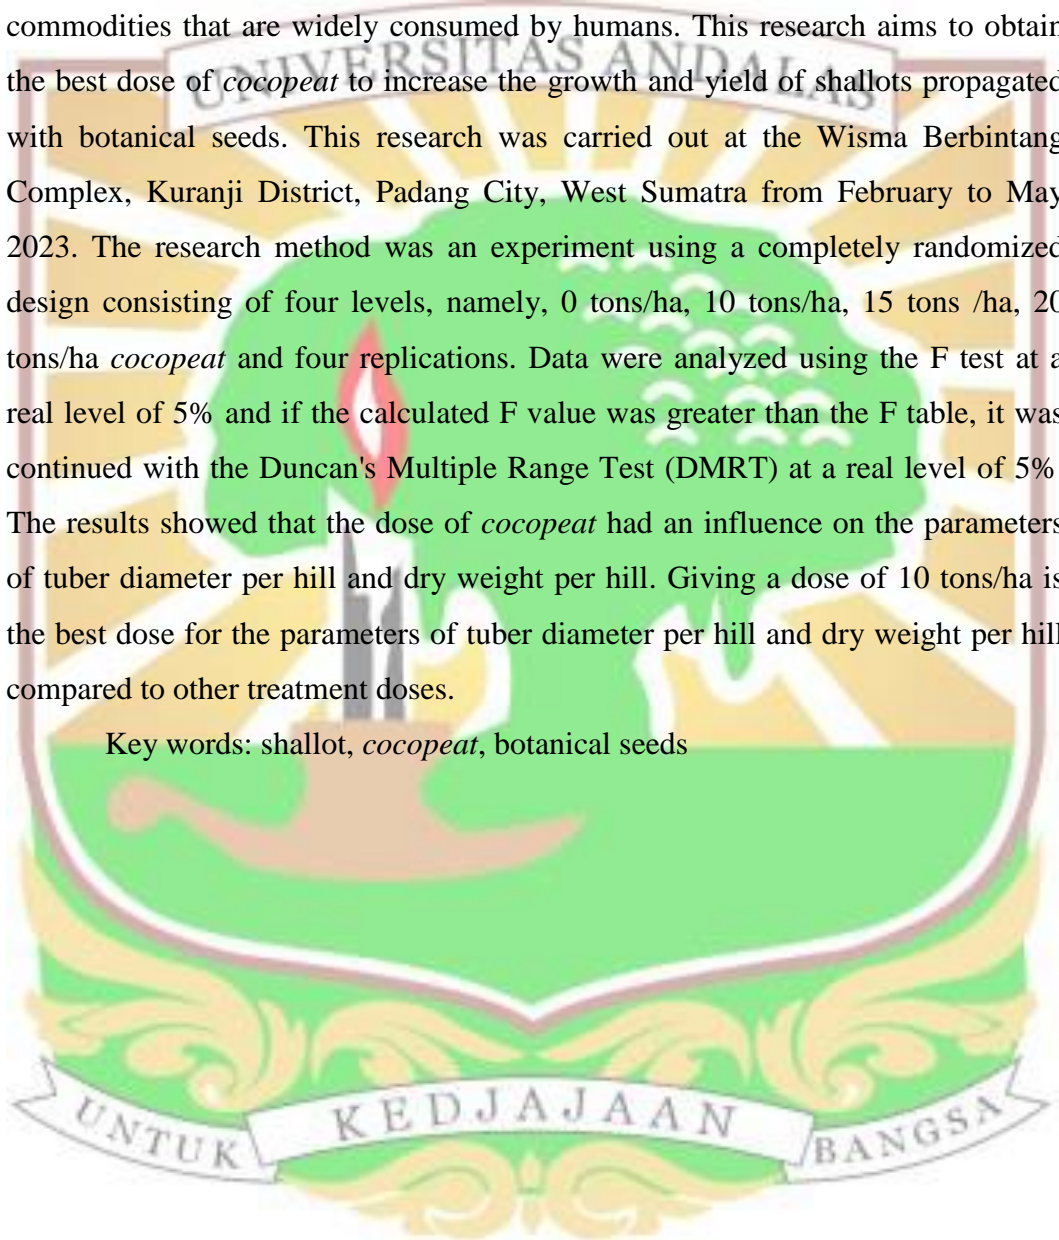 commodities that are widely consumed by humans. This research aims to obtain
the best dose of cocopeat to increase the growth and yield of shallots propagated
UNIVERSITAS ANDALAS
with botanical seeds. This research was carried out at the Wisma Berbintang
Complex, Kuranji District, Padang City, West Sumatra from February to May
2023. The research method was an experiment using a completely randomized
design consisting of four levels, namely, 0 tons/ha, 10 tons/ha, 15 tons /ha, 20
tons/ha cocopeat and four replications. Data were analyzed using the F test at a
real level of 5% and if the calculated F value was greater than the F table, it was
continued with the Duncan's Multiple Range Test (DMRT) at a real level of 5%
The results showed that the dose of cocopeat had an influence on the parameters
of tuber diameter per hill and dry weight per hill. Giving a dose of 10 tons/ha is
the best dose for the parameters of tuber diameter per hill and dry weight per hill
compared to other treatment doses.
Key words: shallot, cocopeat, botanical seeds
UNTUK KEDJAJAAN BANGSA